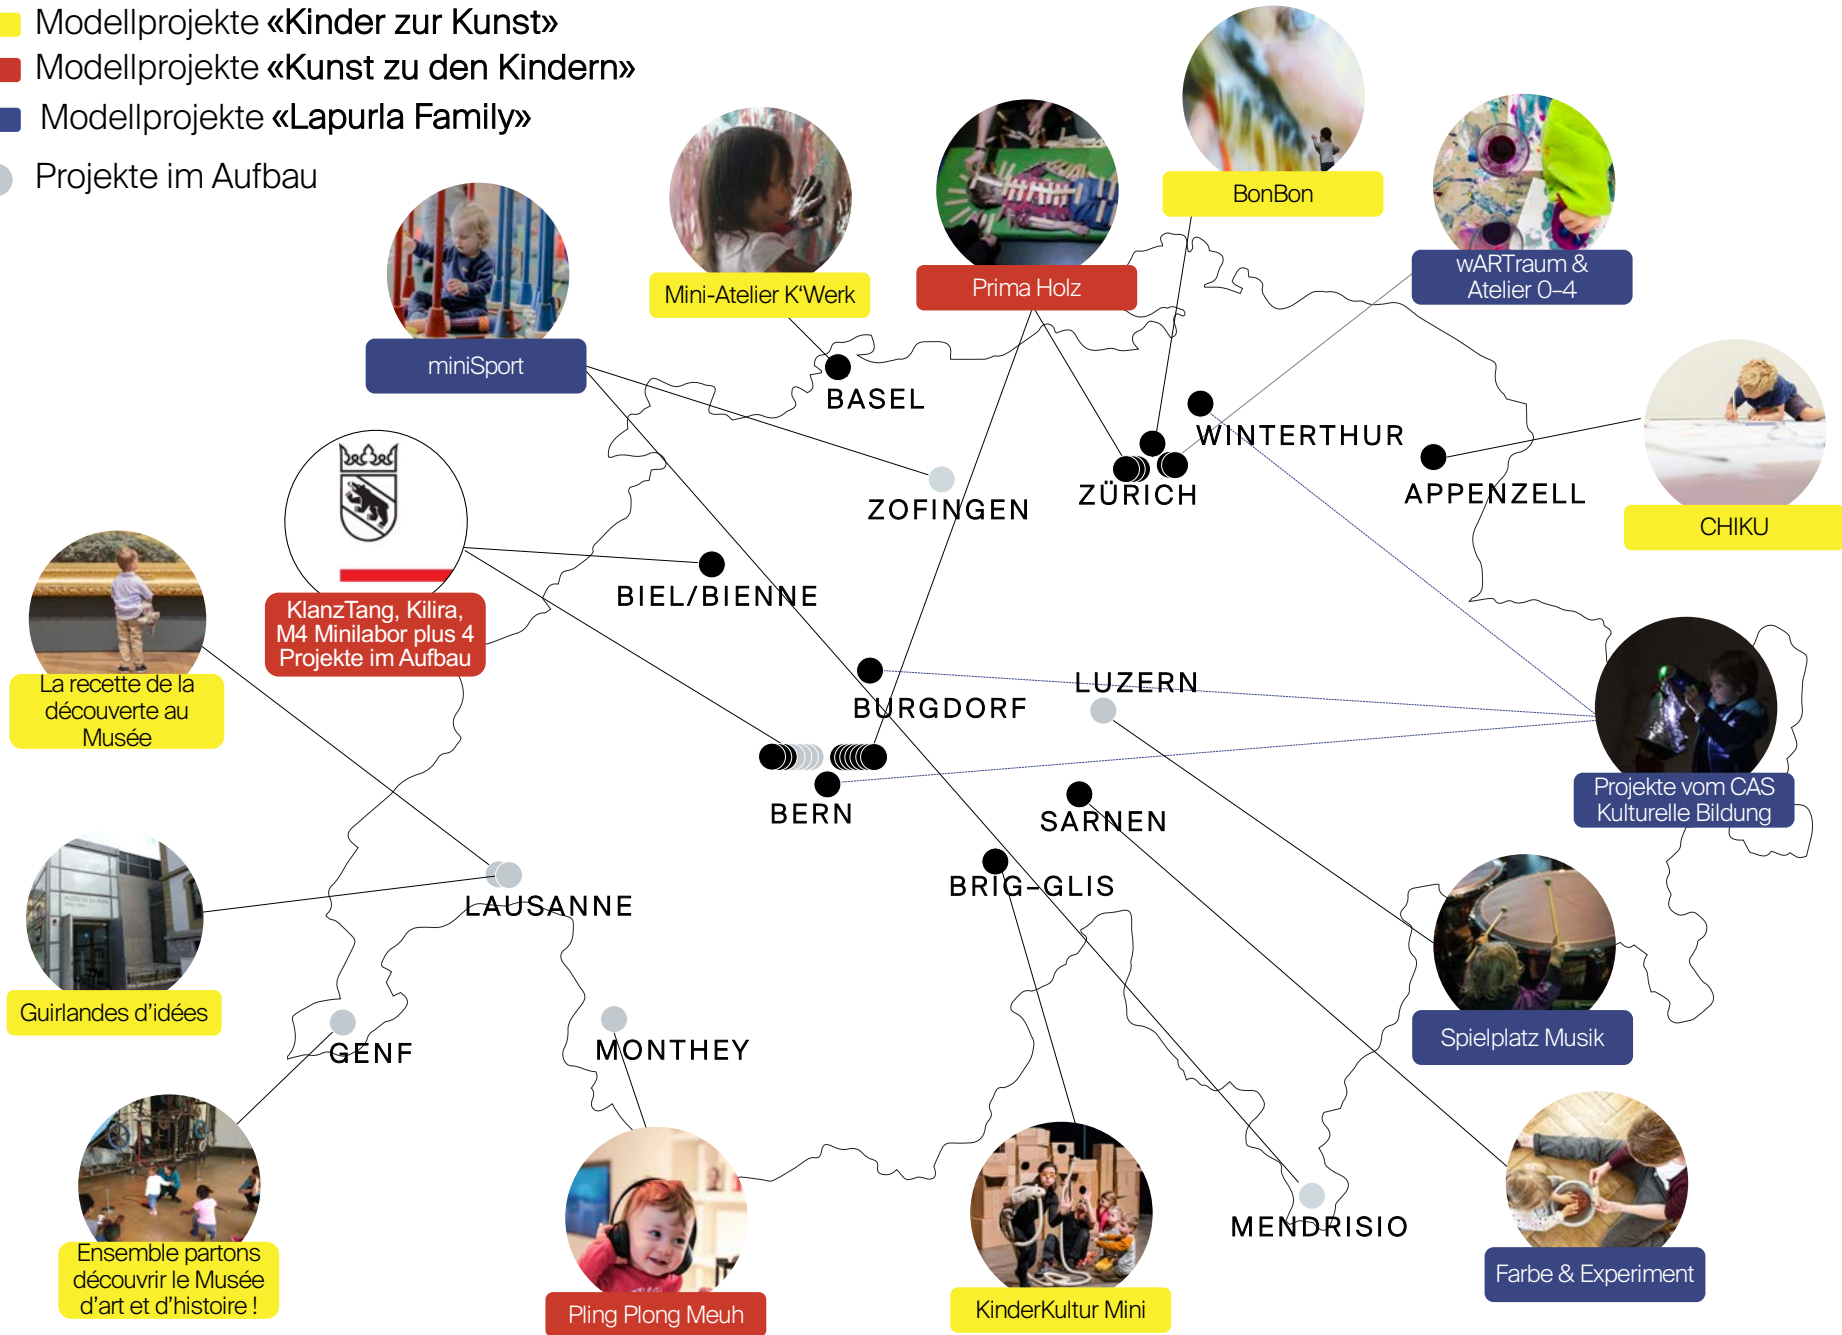 Modellprojekte «Kinder zur Kunst»
Modellprojekte «Kunst zu den Kindern»
Modellprojekte «Lapurla Family»
Projekte im Aufbau
BonBon
wARTraum &
Atelier 0–4
Mini-Atelier K‘Werk
Prima Holz
miniSport
BASEL
WINTERTHUR
ZOFINGEN
ZÜRICH
APPENZELL
CHIKU
BIEL/BIENNE
KlanzTang, Kilira,
M4 Minilabor plus 4
Projekte im Aufbau
La recette de la
découverte au
Musée
BURGDORF
LUZERN
Projekte vom CAS
Kulturelle Bildung
BERN
SARNEN
BRIG–GLIS
LAUSANNE
Guirlandes d’idées
GENF
MONTHEY
Spielplatz Musik
MENDRISIO
Ensemble partons
découvrir le Musée
d’art et d’histoire !
Pling Plong Meuh
KinderKultur Mini
Farbe & Experiment